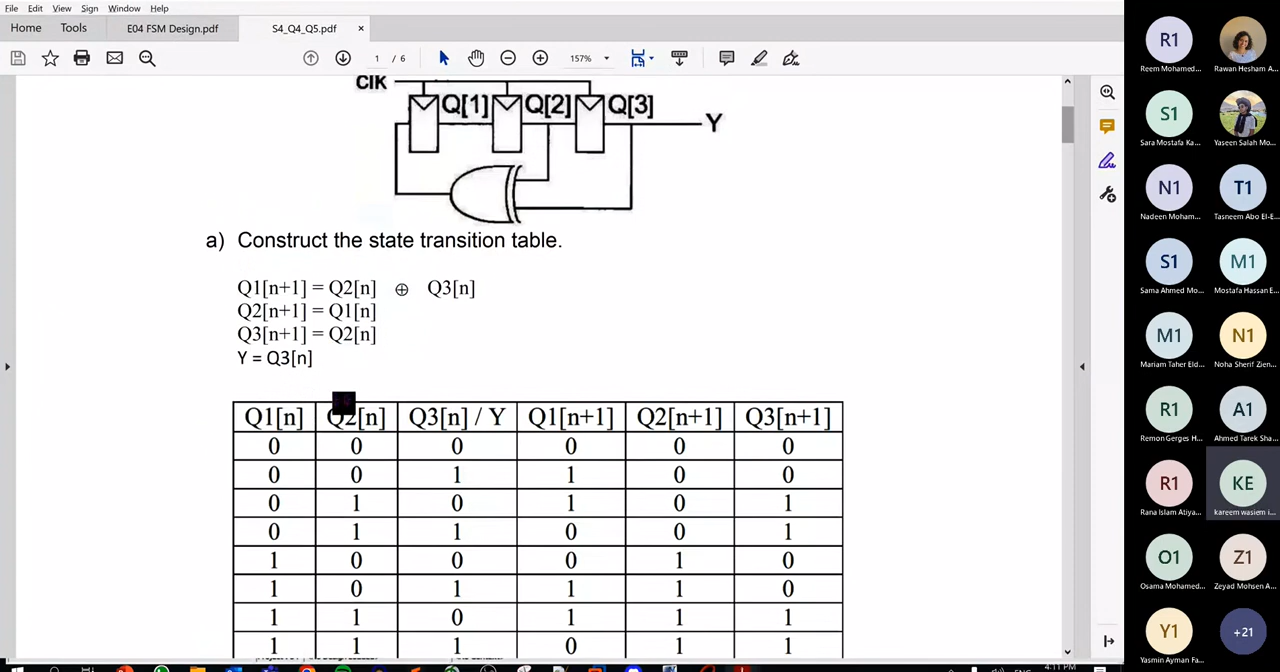 File Edit View Sign Window Help
Home Tools E04 FSM Design.pdf S4_Q4_Q5.pdf ×
1 / 6 157%
ClK
Q[1] Q[2] Q[3] Y
a) Construct the state transition table.
Q1[n+1] = Q2[n] ⊕ Q3[n]
Q2[n+1] = Q1[n]
Q3[n+1] = Q2[n]
Y = Q3[n]
Q1[n] Q2[n] Q3[n] / Y Q1[n+1] Q2[n+1] Q3[n+1]
0 0 0 0 0 0
0 0 1 1 0 0
0 1 0 1 0 1
0 1 1 0 0 1
1 0 0 0 1 0
1 0 1 1 1 0
1 1 0 1 1 1
1 1 1 0 1 1
R1
Reem Mohamed... Rawan Hesham A...
S1
Sara Mostafa Ka... Yaseen Salah Mo...
N1 T1
Nadeen Moham... Tasneem Abo El-E...
S1 M1
Sama Ahmed Mo... Mostafa Hassan E...
M1 N1
Mariam Taher Eld... Noha Sherif Zien...
R1 A1
Remon Gerges H... Ahmed Tarek Sha...
R1 KE
Rana Islam Atiya... kareem wasiem i...
O1 Z1
Osama Mohamed... Zeyad Mohsen A...
Y1 +21
Yasmin Ayman Fa...
ENG 4:11 PM